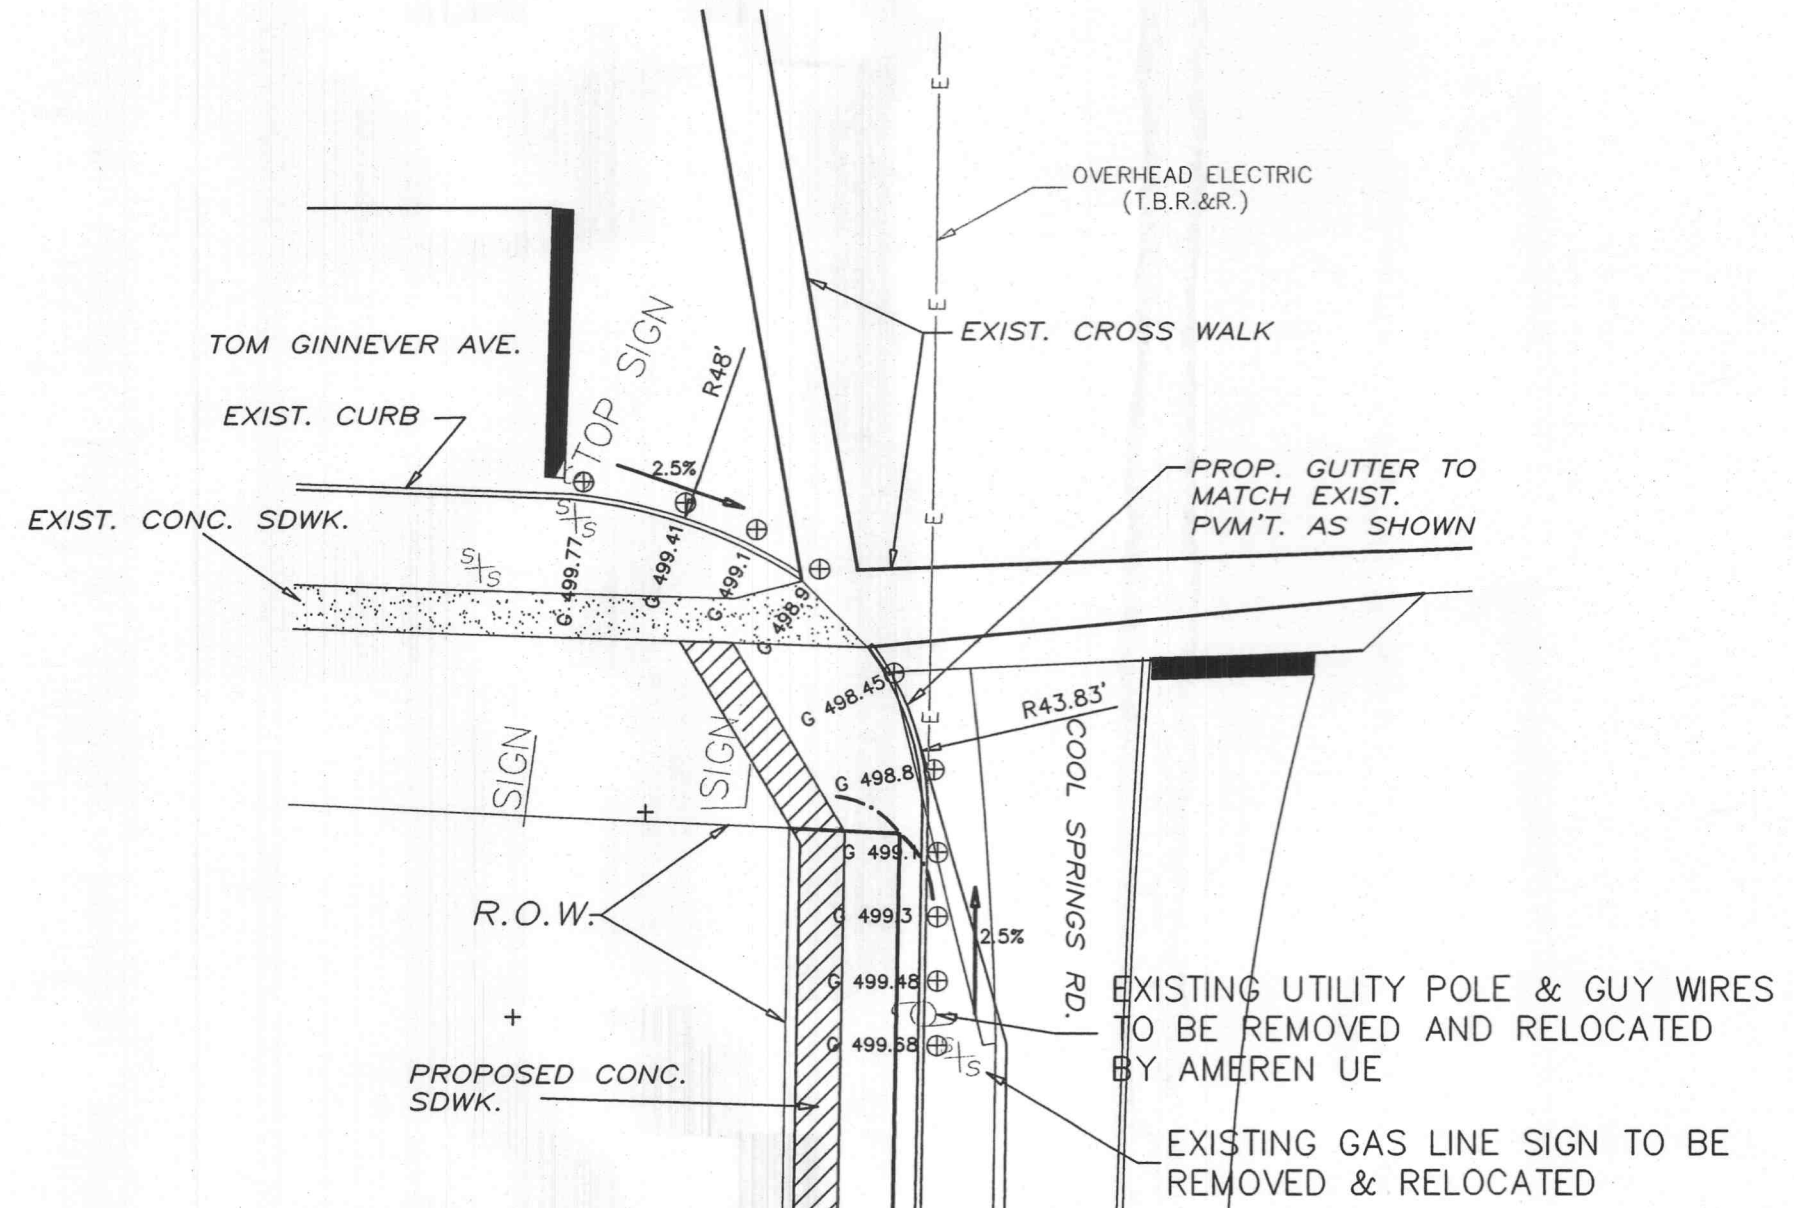 E
OVERHEAD ELECTRIC
(T.B.R.&R.)
E
EXIST. CROSS WALK
TOM GINNEVER AVE.
TOP SIGN
R48'
EXIST. CURB
2.5%
PROP. GUTTER TO
MATCH EXIST.
PVM'T. AS SHOWN
EXIST. CONC. SDWK.
S S
S S
E
G 499.77
G 499.41
G 499.1
G 498.9
G 498.45
E
R43.83'
SIGN
SIGN
COOL SPRINGS RD.
G 498.8
G 499.1
R.O.W.
G 499.3
2.5%
G 499.48
EXISTING UTILITY POLE & GUY WIRES
TO BE REMOVED AND RELOCATED
BY AMEREN UE
G 499.68
S S
PROPOSED CONC.
SDWK.
EXISTING GAS LINE SIGN TO BE
REMOVED & RELOCATED